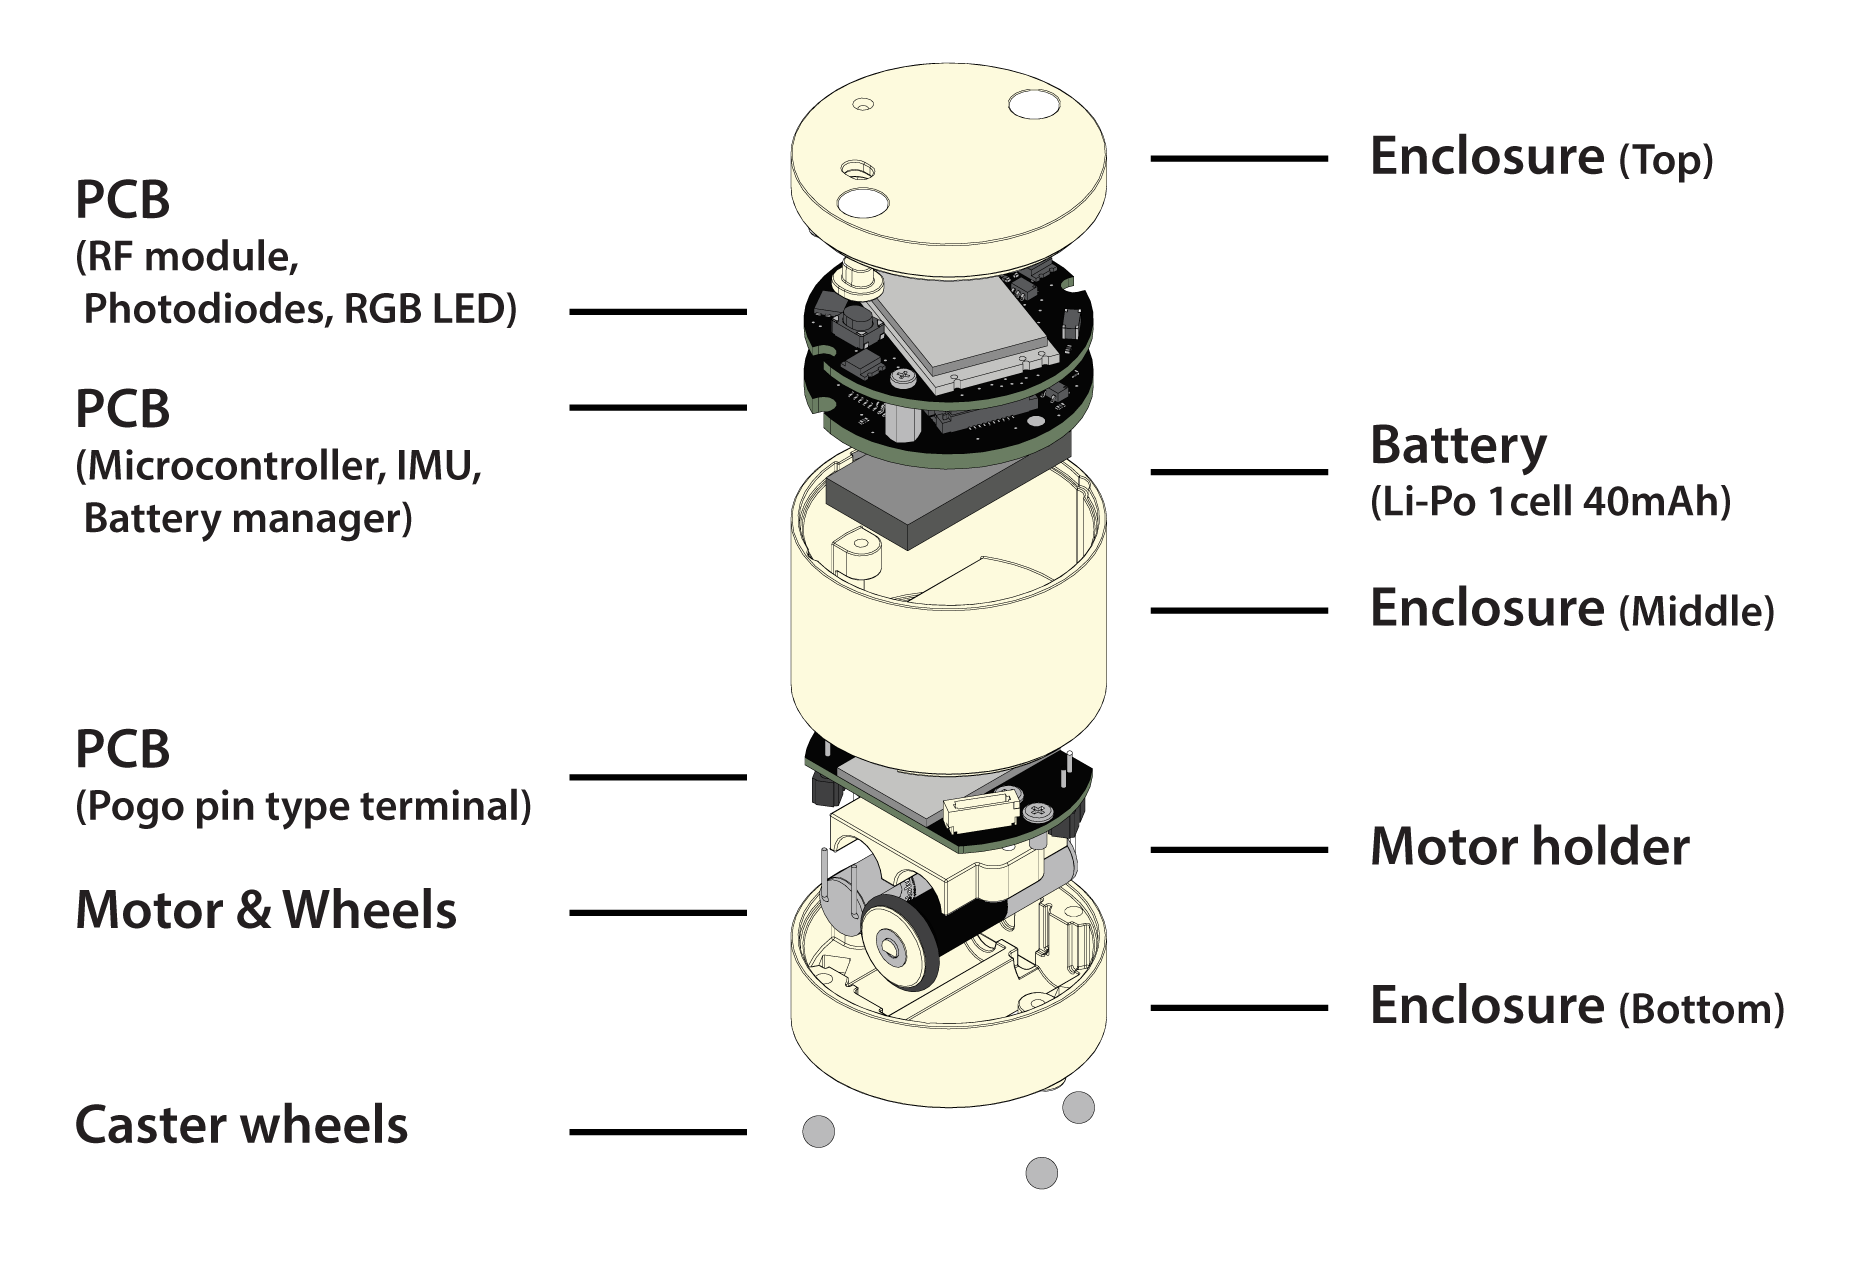 PCB
(RF module,
Photodiodes, RGB LED)
PCB
(Microcontroller, IMU,
Battery manager)
PCB
(Pogo pin type terminal)
Motor & Wheels
Caster wheels
Enclosure (Top)
Battery
(Li-Po 1cell 40mAh)
Enclosure (Middle)
Motor holder
Enclosure (Bottom)